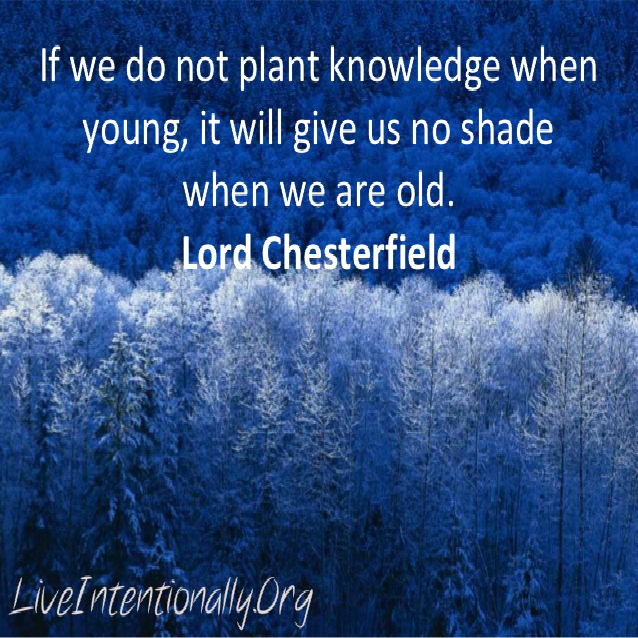 If we do not plant knowledge when
young, it will give us no shade
when we are old.
Lord Chesterfield
LiveIntentionally.Org